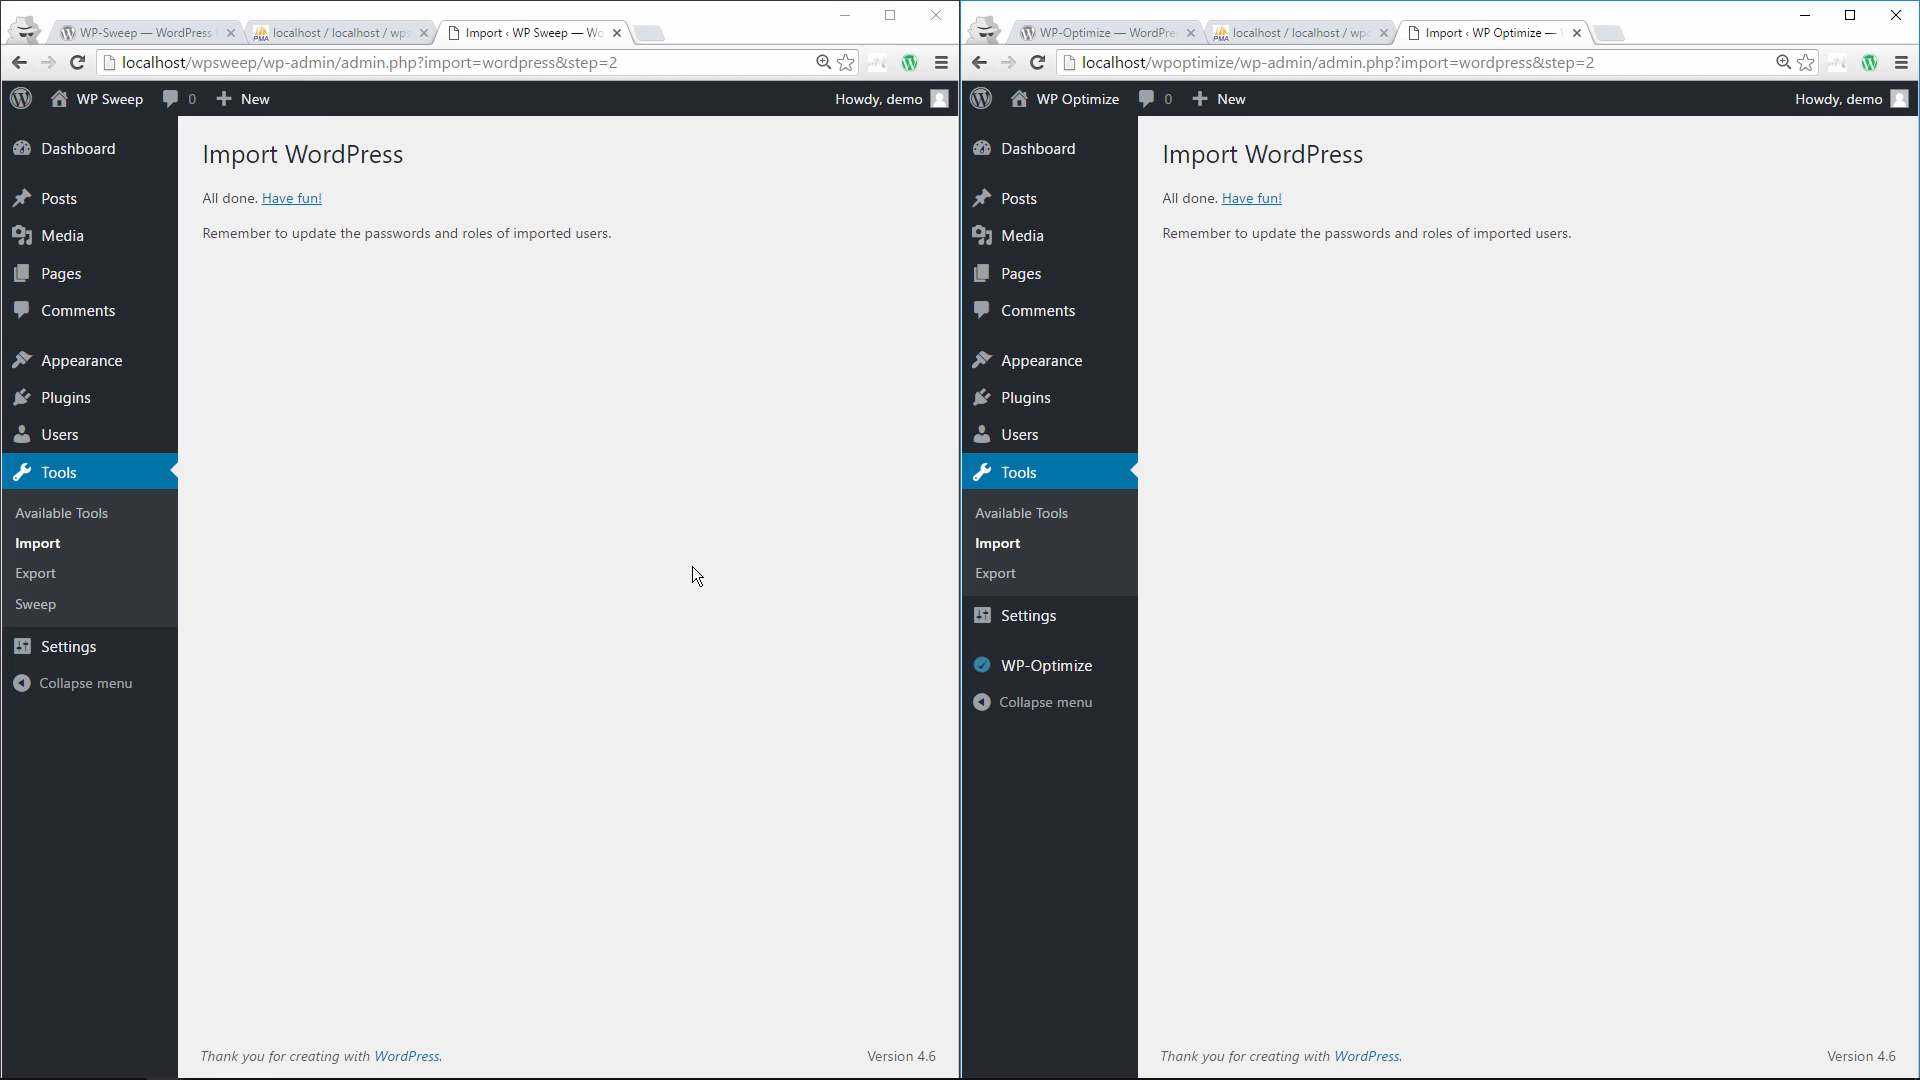 WP-Sweep — WordPress
localhost / localhost / wps
Import ‹ WP Sweep — Wo
localhost/wpsweep/wp-admin/admin.php?import=wordpress&step=2
WP Sweep 0 New Howdy, demo
Dashboard
Posts
Media
Pages
Comments
Appearance
Plugins
Users
Tools
Available Tools
Import
Export
Sweep
Settings
Collapse menu
Import WordPress
All done. Have fun!
Remember to update the passwords and roles of imported users.
Thank you for creating with WordPress.
Version 4.6
WP-Optimize — WordPre
localhost / localhost / wpo
Import ‹ WP Optimize —
localhost/wpoptimize/wp-admin/admin.php?import=wordpress&step=2
WP Optimize 0 New Howdy, demo
Dashboard
Posts
Media
Pages
Comments
Appearance
Plugins
Users
Tools
Available Tools
Import
Export
Settings
WP-Optimize
Collapse menu
Import WordPress
All done. Have fun!
Remember to update the passwords and roles of imported users.
Thank you for creating with WordPress.
Version 4.6